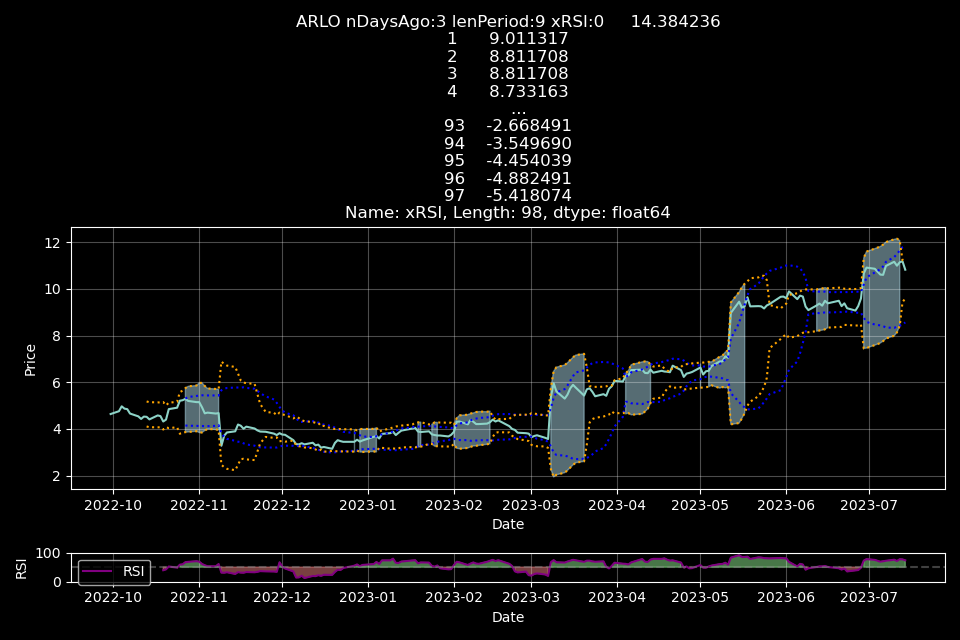 ARLO nDaysAgo:3 lenPeriod:9 xRSI:0     14.384236
1      9.011317
2      8.811708
3      8.811708
4      8.733163
...
93    -2.668491
94    -3.549690
95    -4.454039
96    -4.882491
97    -5.418074
Name: xRSI, Length: 98, dtype: float64
12
10
8
6
4
2
Price
2022-10 2022-11 2022-12 2023-01 2023-02 2023-03 2023-04 2023-05 2023-06 2023-07
Date
100
0
RSI
RSI
2022-10 2022-11 2022-12 2023-01 2023-02 2023-03 2023-04 2023-05 2023-06 2023-07
Date